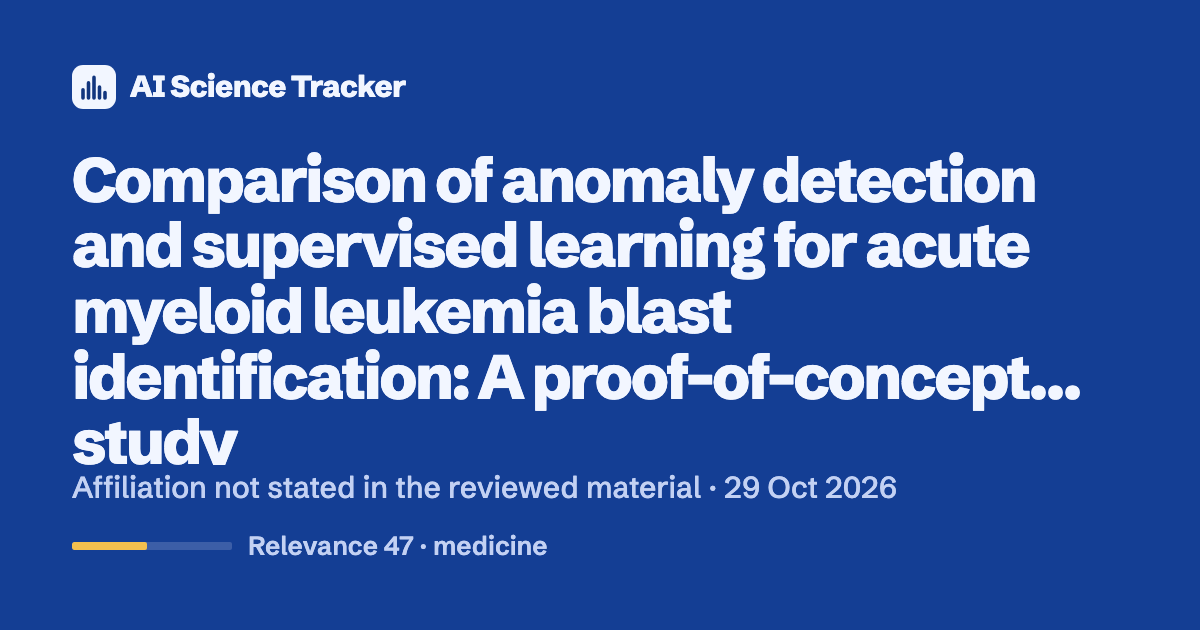 AI Science Tracker
Comparison of anomaly detection
and supervised learning for acute
myeloid leukemia blast
identification: A proof-of-concept…
study
Affiliation not stated in the reviewed material · 29 Oct 2026
Relevance 47 · medicine